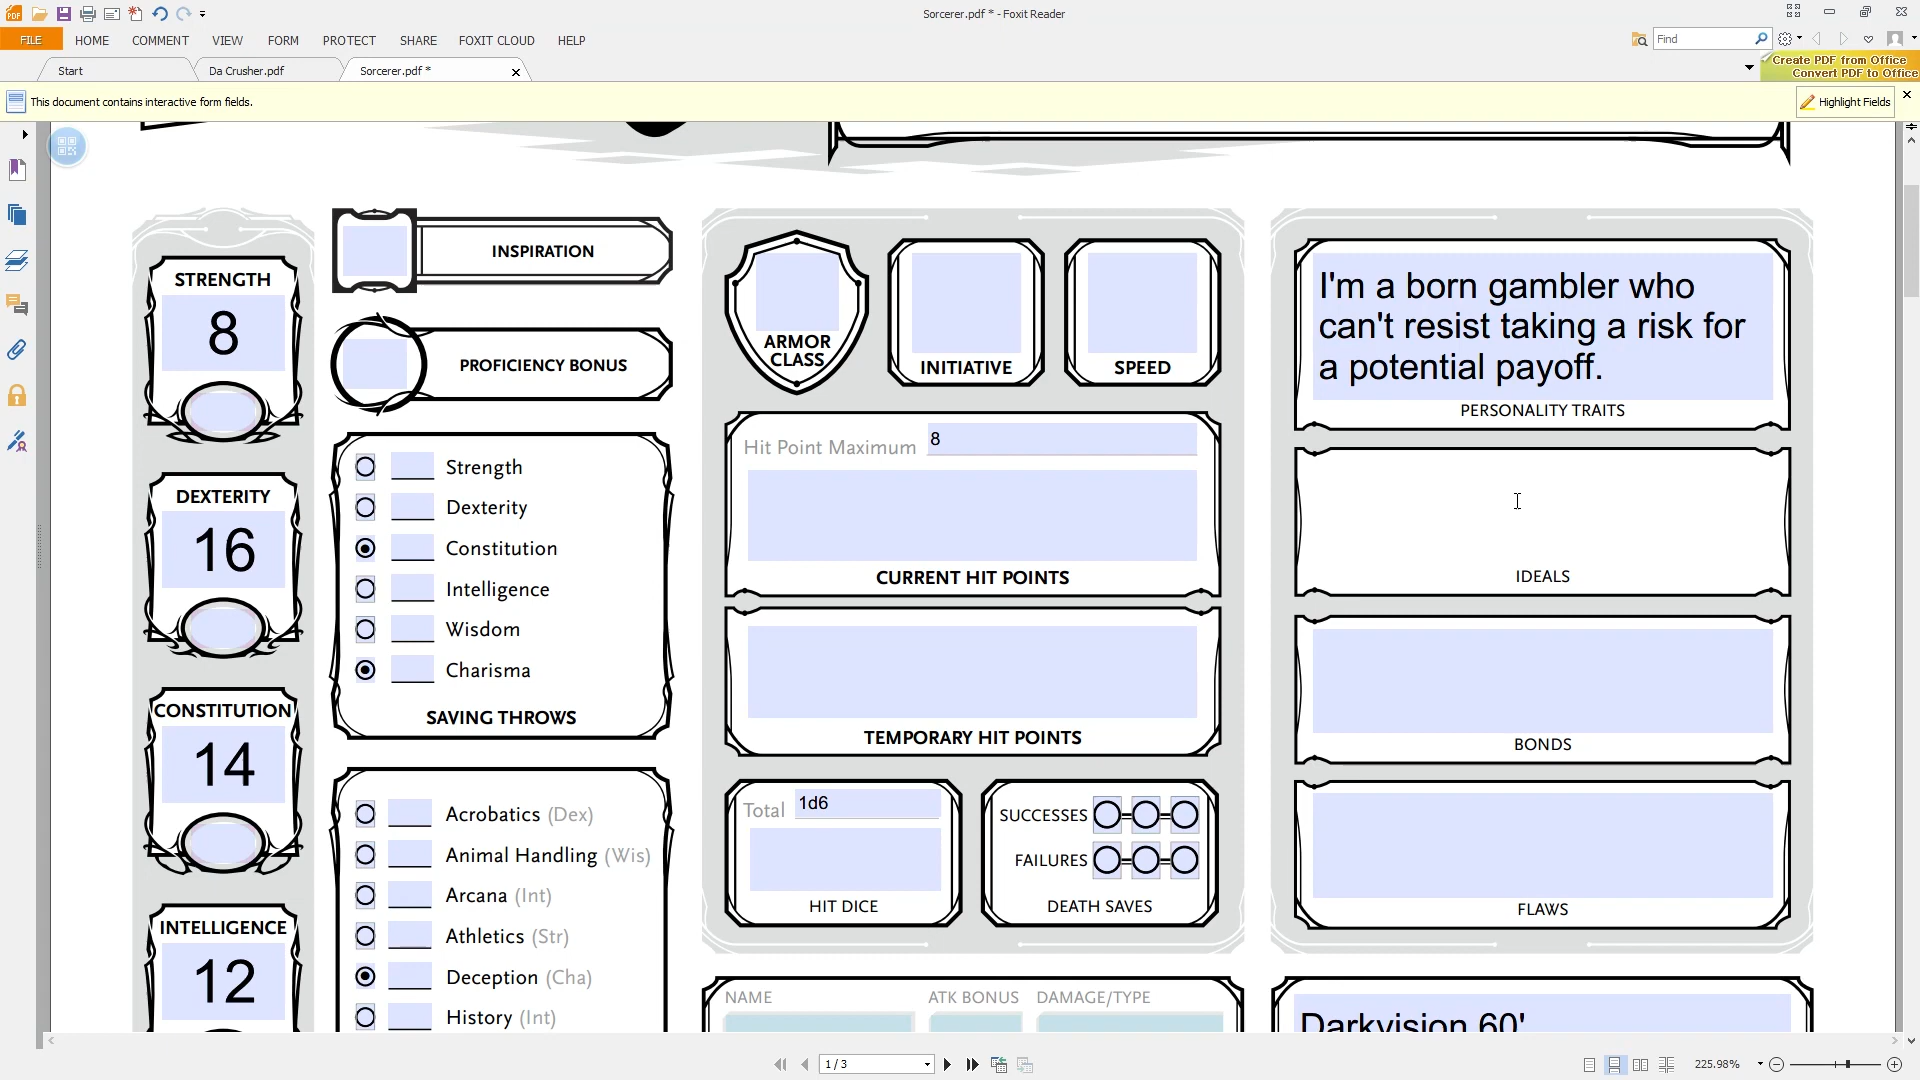 Sorcerer.pdf * - Foxit Reader
FILE
HOME
COMMENT
VIEW
FORM
PROTECT
SHARE
FOXIT CLOUD
HELP
Find
Start
Da Crusher.pdf
Sorcerer.pdf *
Create PDF from Office
Convert PDF to Office
This document contains interactive form fields.
Highlight Fields
STRENGTH
8
DEXTERITY
16
CONSTITUTION
14
INTELLIGENCE
12
INSPIRATION
PROFICIENCY BONUS
Strength
Dexterity
Constitution
Intelligence
Wisdom
Charisma
SAVING THROWS
Acrobatics (Dex)
Animal Handling (Wis)
Arcana (Int)
Athletics (Str)
Deception (Cha)
History (Int)
ARMOR
CLASS
INITIATIVE
SPEED
Hit Point Maximum 8
CURRENT HIT POINTS
TEMPORARY HIT POINTS
Total 1d6
HIT DICE
SUCCESSES
FAILURES
DEATH SAVES
NAME ATK BONUS DAMAGE/TYPE
I'm a born gambler who
can't resist taking a risk for
a potential payoff.
PERSONALITY TRAITS
IDEALS
BONDS
FLAWS
Darkvision 60'
1 / 3
225.98%